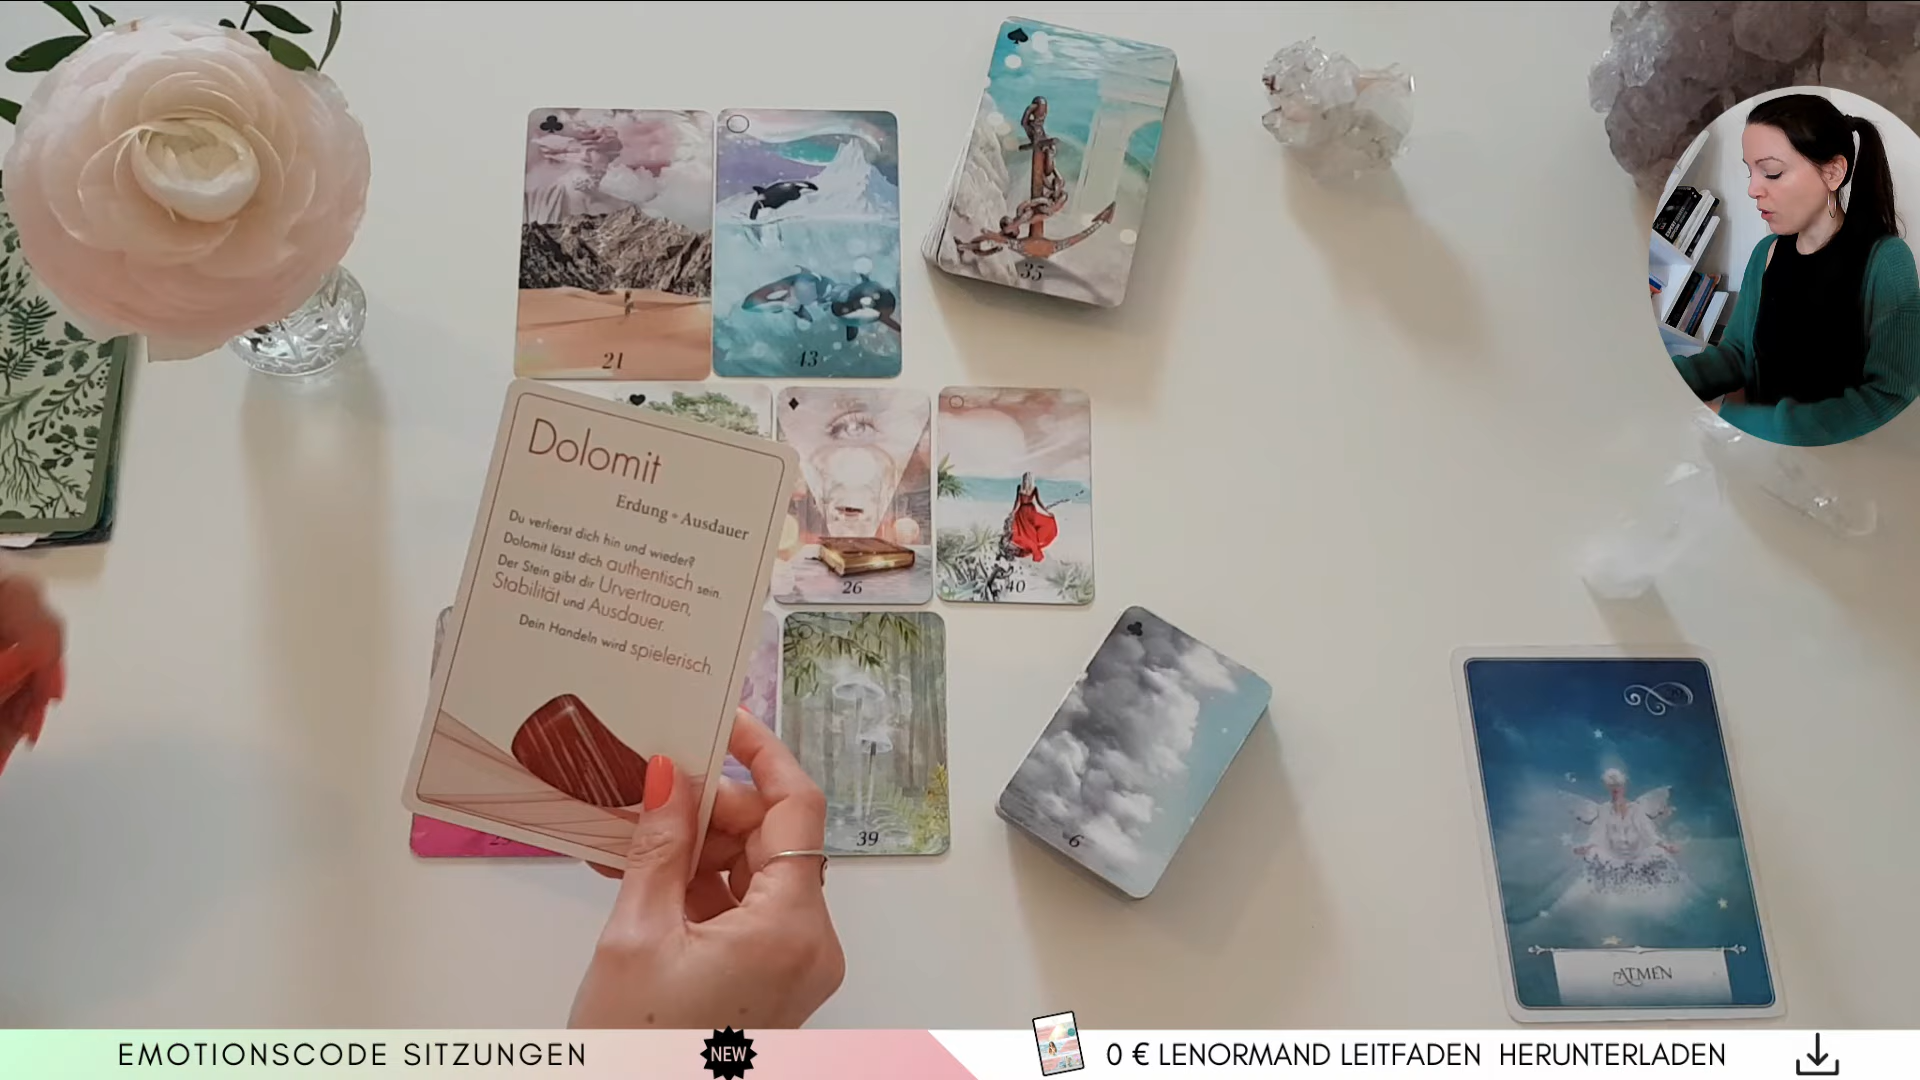 35
21
43
Dolomit
Erdung • Ausdauer
Du verlierst dich hin und wieder?
Dolomit lässt dich authentisch sein.
Der Stein gibt dir Urvertrauen,
Stabilität und Ausdauer.
Dein Handeln wird spielerisch.
26
40
39
6
ATMEN
EMOTIONSCODE SITZUNGEN
NEW
0 € LENORMAND LEITFADEN HERUNTERLADEN